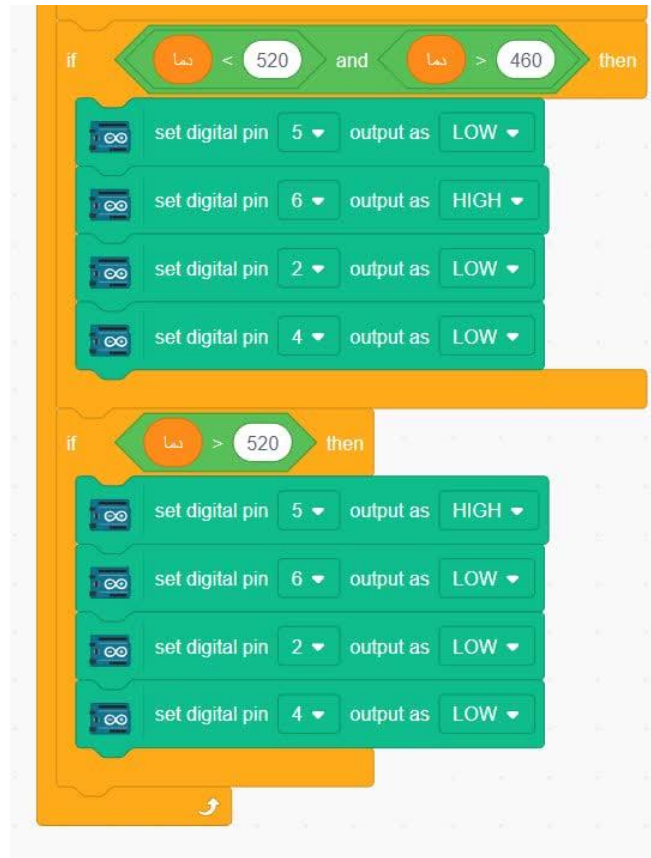 if دما < 520 and دما > 460 then
set digital pin 5 output as LOW
set digital pin 6 output as HIGH
set digital pin 2 output as LOW
set digital pin 4 output as LOW
if دما > 520 then
set digital pin 5 output as HIGH
set digital pin 6 output as LOW
set digital pin 2 output as LOW
set digital pin 4 output as LOW